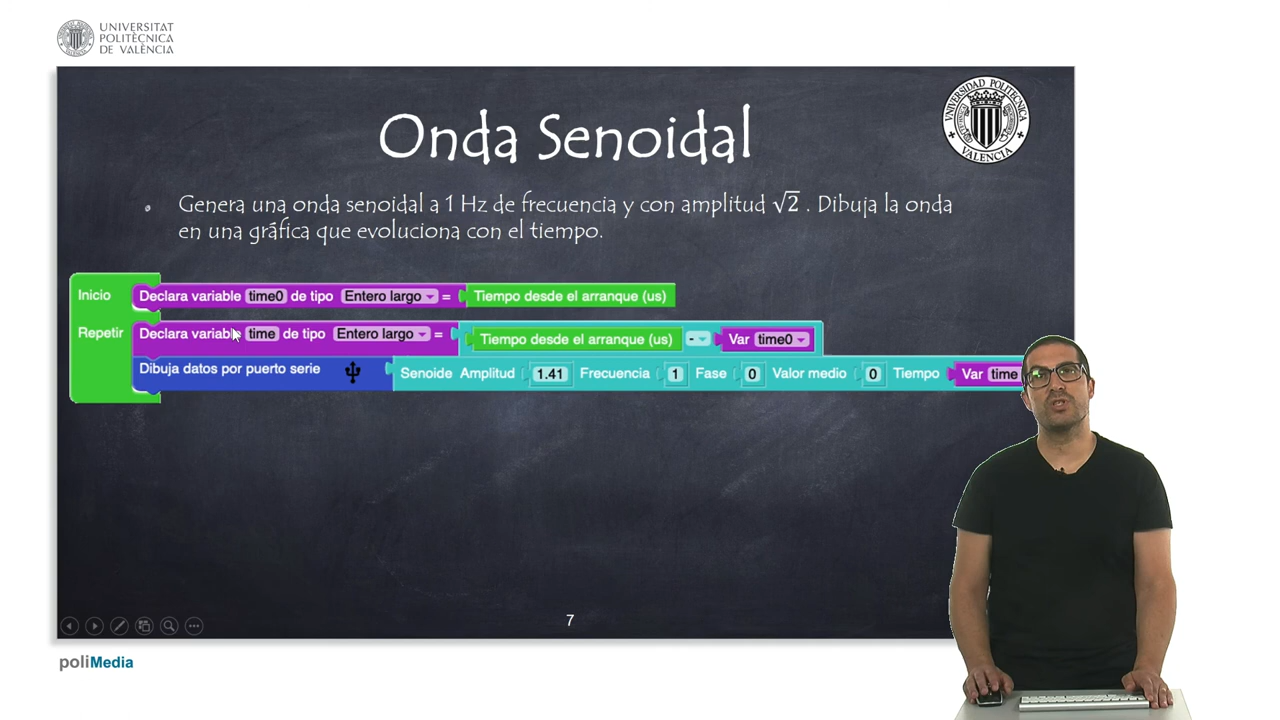 UNIVERSITAT
POLITÈCNICA
DE VALÈNCIA
UNIVERSIDAD POLITECNICA
VALENCIA
Onda Senoidal
Genera una onda senoidal a 1 Hz de frecuencia y con amplitud √2 . Dibuja la onda
en una gráfica que evoluciona con el tiempo.
Inicio Declara variable time0 de tipo Entero largo = Tiempo desde el arranque (us)
Repetir Declara variable time de tipo Entero largo = Tiempo desde el arranque (us) - Var time0
Dibuja datos por puerto serie Senoide Amplitud 1.41 Frecuencia 1 Fase 0 Valor medio 0 Tiempo Var time
7
poliMedia